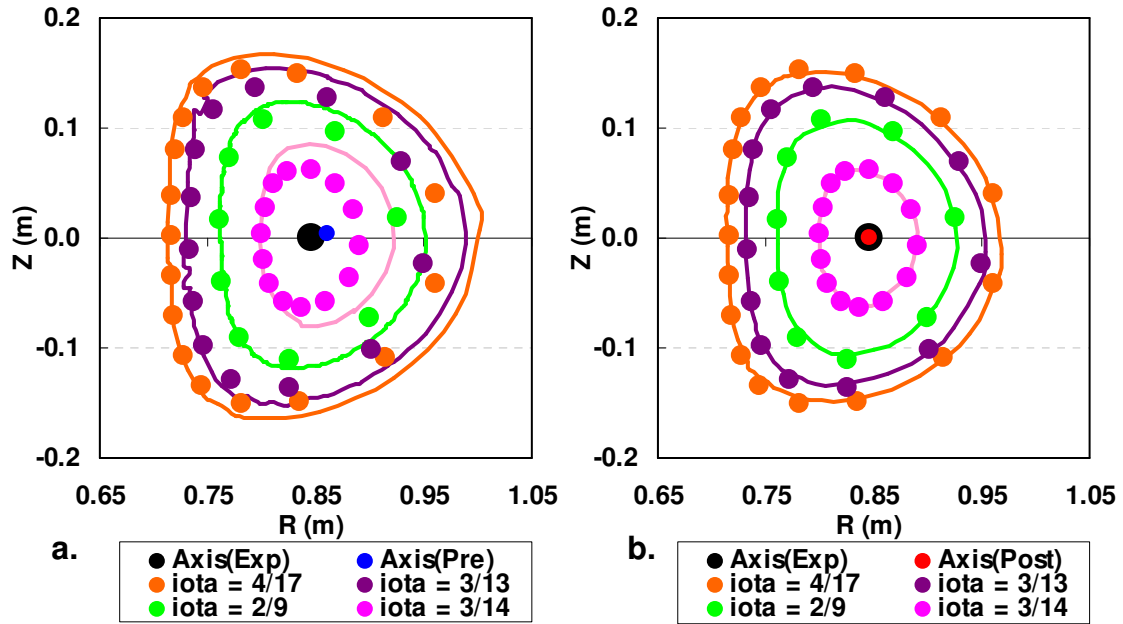 0.2
0.1
0.0
-0.1
-0.2
Z (m)
0.65 0.75 0.85 0.95 1.05
R (m)
a.
Axis(Exp) Axis(Pre)
iota = 4/17 iota = 3/13
iota = 2/9 iota = 3/14
0.2
0.1
0.0
-0.1
-0.2
Z (m)
0.65 0.75 0.85 0.95 1.05
R (m)
b.
Axis(Exp) Axis(Post)
iota = 4/17 iota = 3/13
iota = 2/9 iota = 3/14